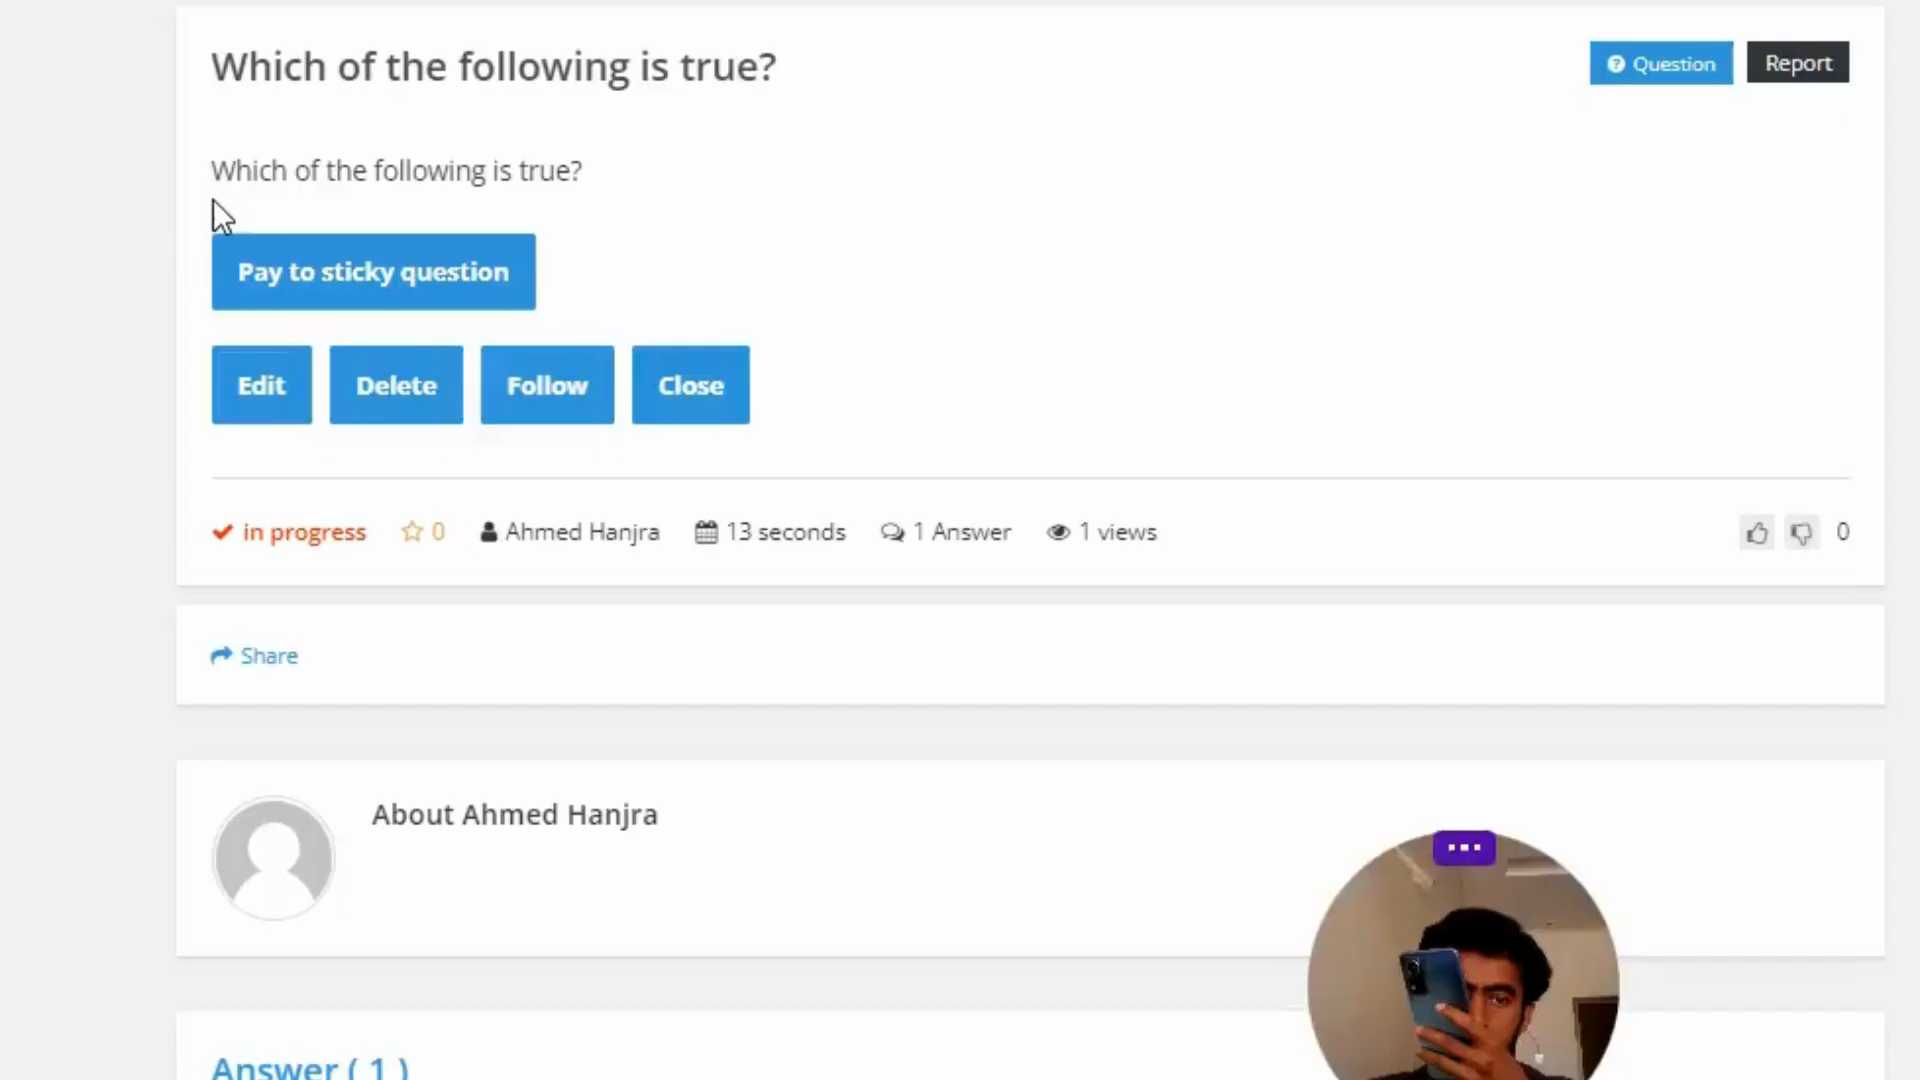 Which of the following is true?
Question
Report
Which of the following is true?
Pay to sticky question
Edit
Delete
Follow
Close
in progress
0
Ahmed Hanjra
13 seconds
1 Answer
1 views
0
Share
About Ahmed Hanjra
Answer ( 1 )